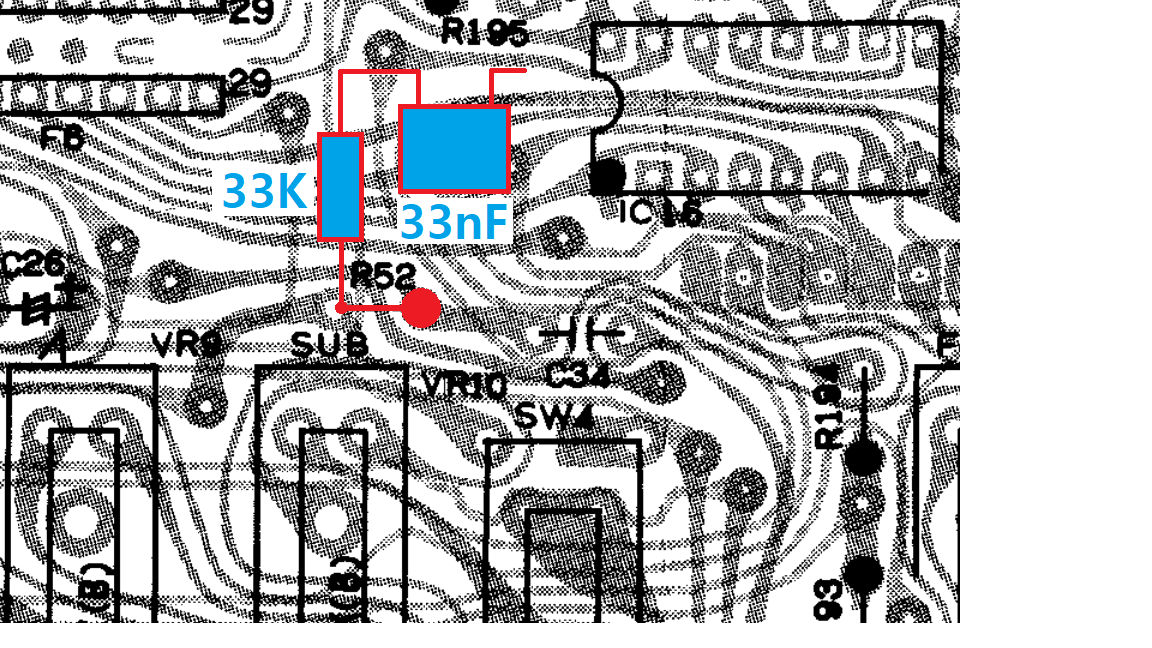 29
R195
29
FB
33K
33nF
IC16
C26
R52
VR9
SUB
C34
VR10
SW4
R194
F
(B)
(B)
93